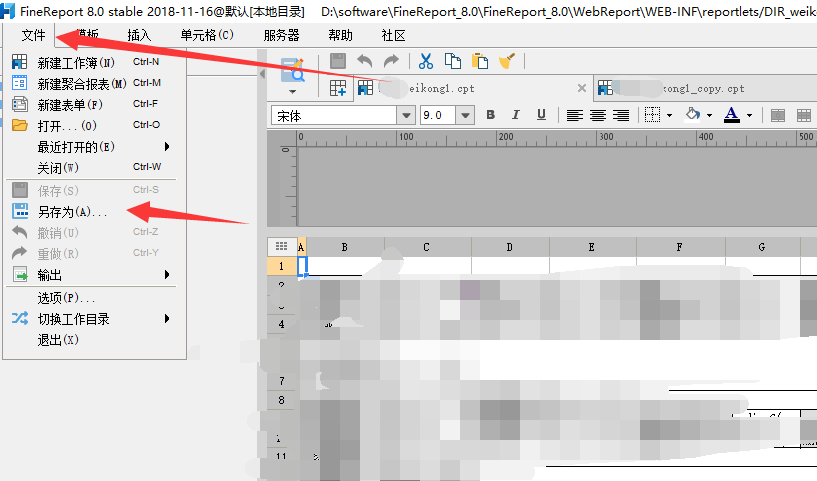 FineReport 8.0 stable 2018-11-16@默认[本地目录] D:\software\FineReport_8.0\FineReport_8.0\WebReport\WEB-INF\reportlets/DIR_weiko
文件 模板 插入 单元格(C) 服务器 帮助 社区
新建工作簿(N) Ctrl-N
新建聚合报表(M) Ctrl-M
新建表单(F) Ctrl-F
打开...(O) Ctrl-O
最近打开的(E)
关闭(W) Ctrl-W
保存(S) Ctrl-S
另存为(A)...
撤销(U) Ctrl-Z
重做(R) Ctrl-Y
输出
选项(P)...
切换工作目录
退出(X)
eikong1.cpt
kong1_copy.cpt
宋体 9.0 B I U A
0 100 200 300 400 500
0
A B C D E F G
1
2
4
7
8
11